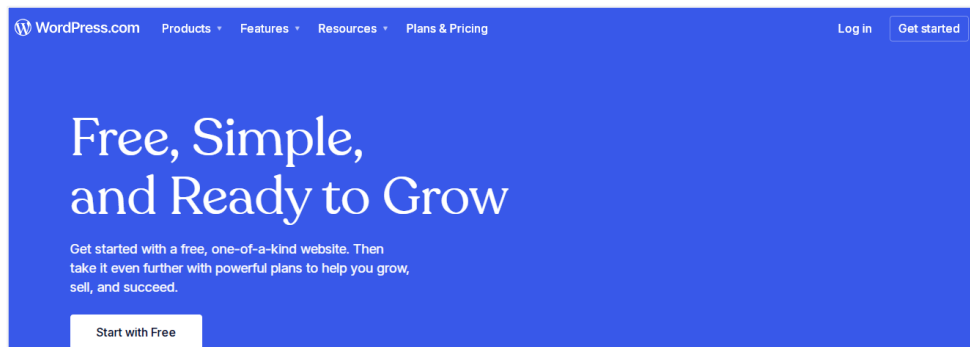 WordPress.com Products Features Resources Plans & Pricing Log in Get started
Free, Simple,
and Ready to Grow
Get started with a free, one-of-a-kind website. Then
take it even further with powerful plans to help you grow,
sell, and succeed.
Start with Free